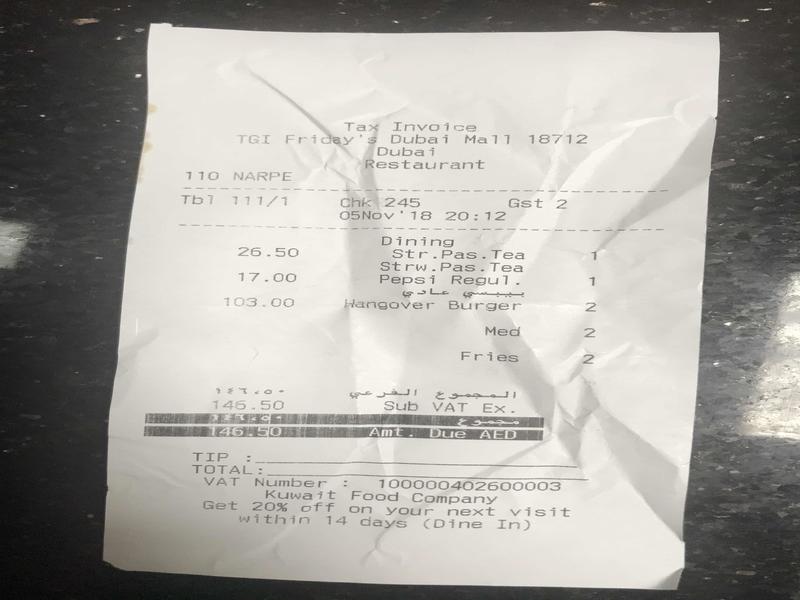 Tax Invoice
TGI Friday's Dubai Mall 18712
Dubai
Restaurant
110 NARPE
Tbl 111/1 Chk 245 Gst 2
05Nov'18 20:12
Dining
26.50 Str.Pas.Tea 1
Strw.Pas.Tea
17.00 Pepsi Regul. 1
بيبسي عادي
103.00 Hangover Burger 2
Med 2
Fries 2
١٤٦.٥٠ المجموع الفرعي
146.50 Sub VAT Ex.
١٤٦.٥٠ مجموع
146.50 Amt. Due AED
TIP :
TOTAL:
VAT Number : 100000402600003
Kuwait Food Company
Get 20% off on your next visit
within 14 days (Dine In)